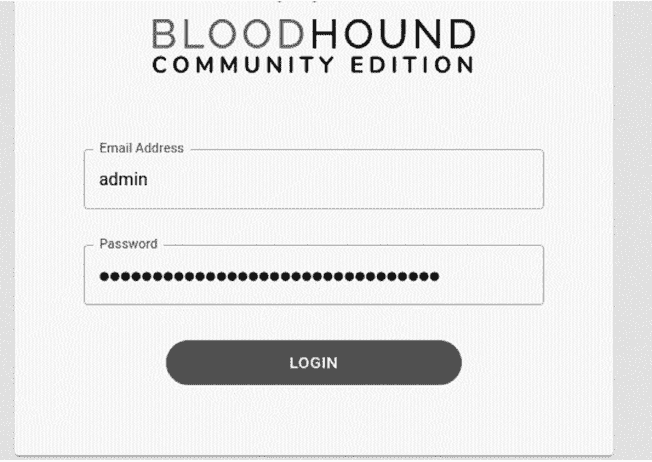 BLOODHOUND
COMMUNITY EDITION
Email Address
admin
Password
••••••••••••••••••••••••••••••••
LOGIN